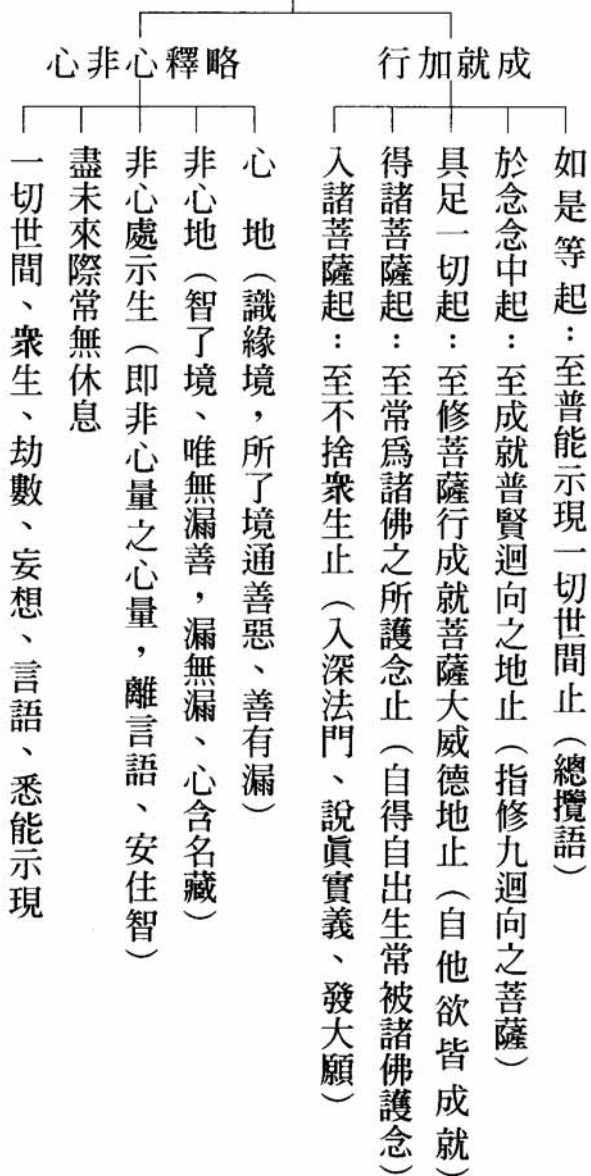 成就加行
如是等起：至普能示現一切世間止（總攬語）
於念念中起：至成就普賢迴向之地止（指修九迴向之菩薩）
具足一切起：至修菩薩行成就菩薩大威德地止（自他欲皆成就）
得諸菩薩起：至常爲諸佛之所護念止（自得自出生常被諸佛護念）
入諸菩薩起：至不捨衆生止（入深法門、說眞實義、發大願）
略釋心非心
心　地（識緣境，所了境通善惡、善有漏）
非心地（智了境、唯無漏善，漏無漏、心含名藏）
非心處示生（即非心量之心量，離言語、安住智）
盡未來際常無休息
一切世間、衆生、劫數、妄想、言語、悉能示現